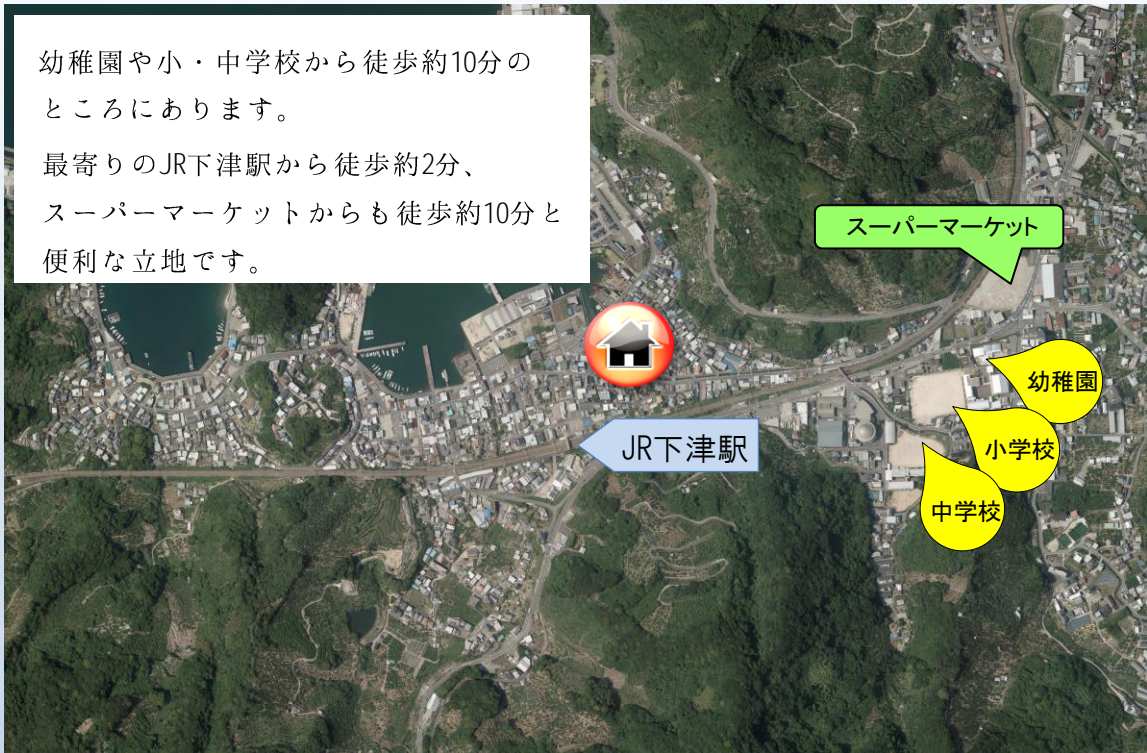 幼稚園や小・中学校から徒歩約10分の
ところにあります。
最寄りのJR下津駅から徒歩約2分、
スーパーマーケットからも徒歩約10分と
便利な立地です。
スーパーマーケット
幼稚園
小学校
JR下津駅
中学校